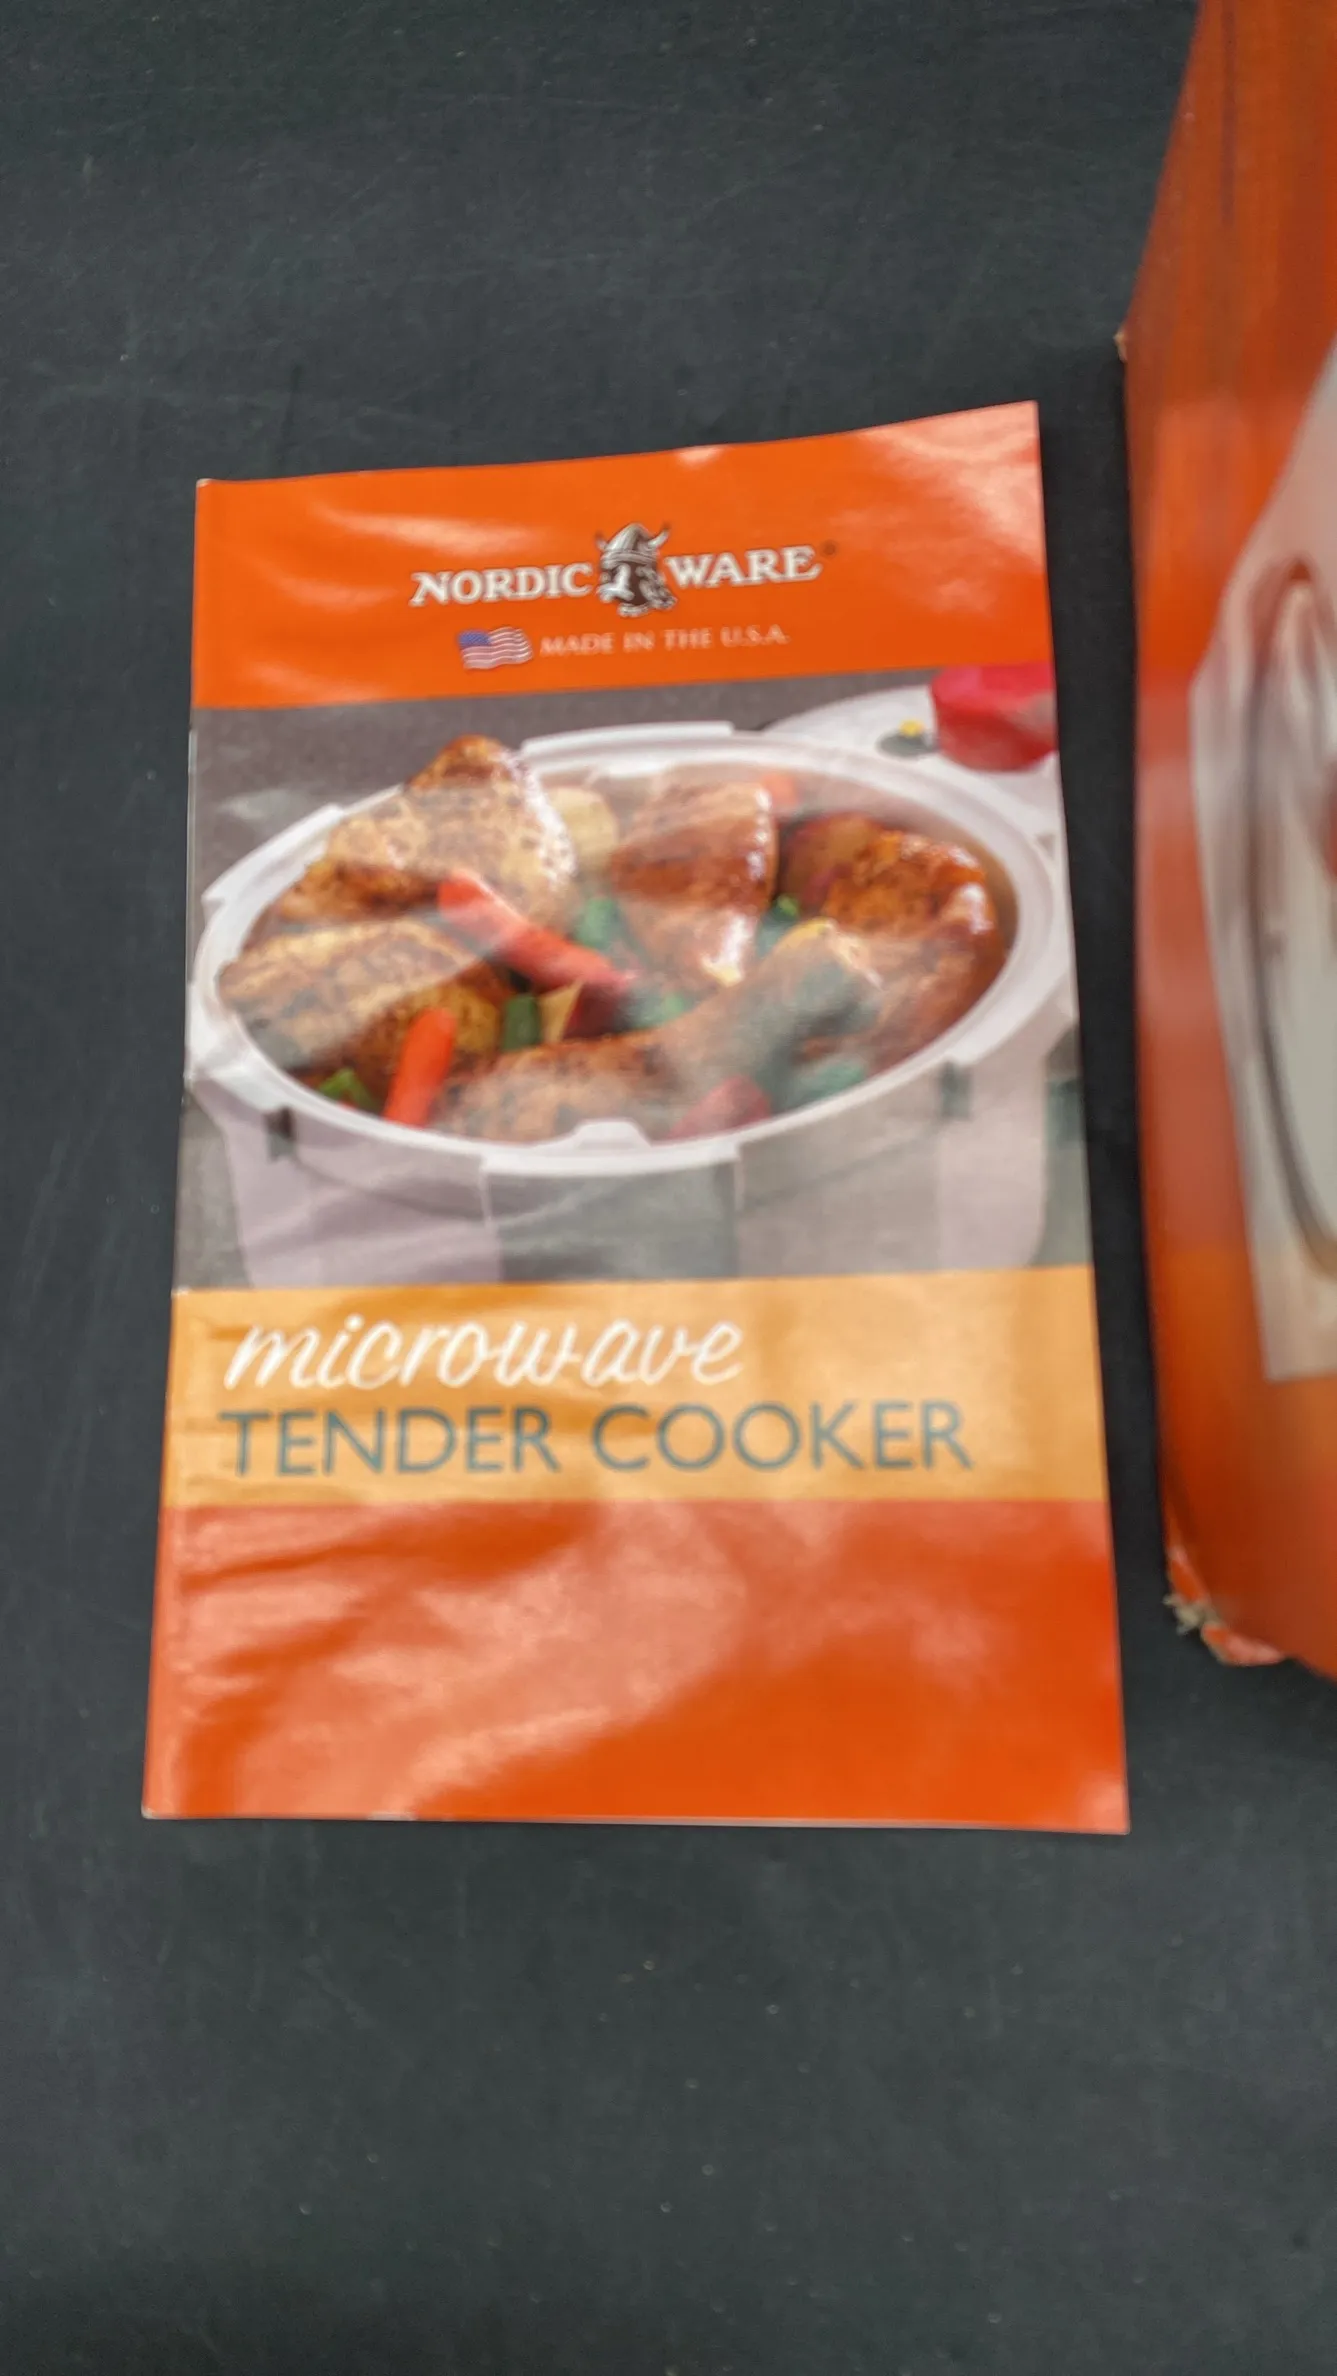 NORDIC WARE®
MADE IN THE U.S.A.
microwave
TENDER COOKER